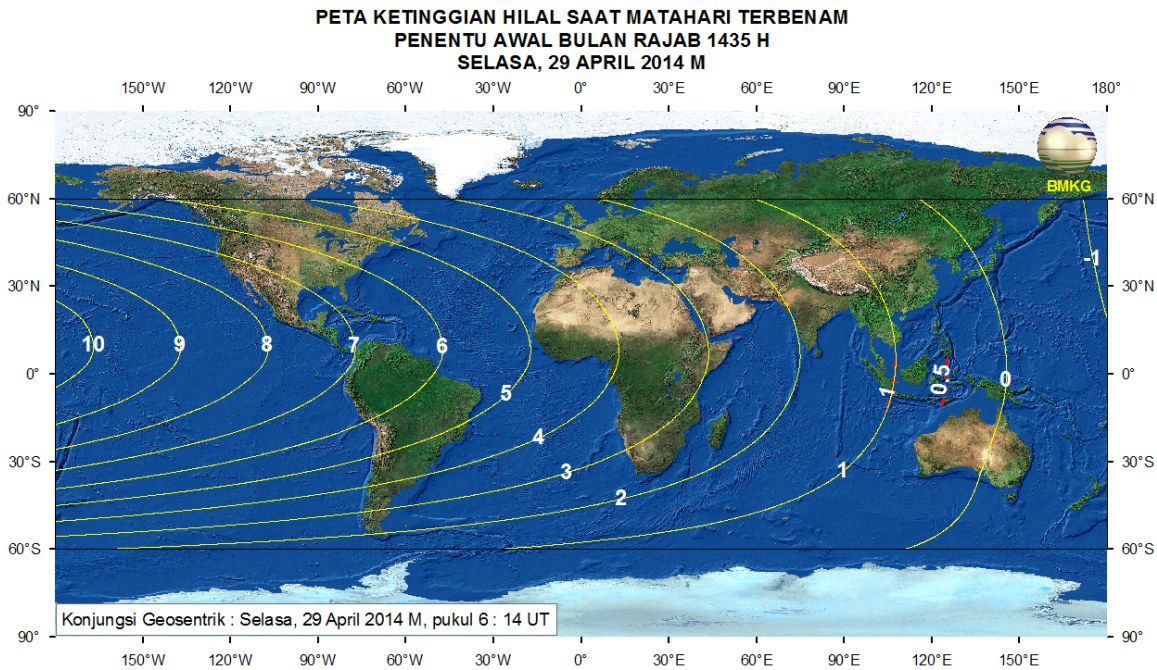 PETA KETINGGIAN HILAL SAAT MATAHARI TERBENAM
PENENTU AWAL BULAN RAJAB 1435 H
SELASA, 29 APRIL 2014 M
150°W 120°W 90°W 60°W 30°W 0° 30°E 60°E 90°E 120°E 150°E 180°
90° 90°
BMKG
60°N 60°N
-1
30°N 30°N
10 9 8 7 6
0° 1 0.5 0 0°
5
4
30°S 3 1 30°S
2
60°S 60°S
Konjungsi Geosentrik : Selasa, 29 April 2014 M, pukul 6 : 14 UT
90° 90°
150°W 120°W 90°W 60°W 30°W 0° 30°E 60°E 90°E 120°E 150°E